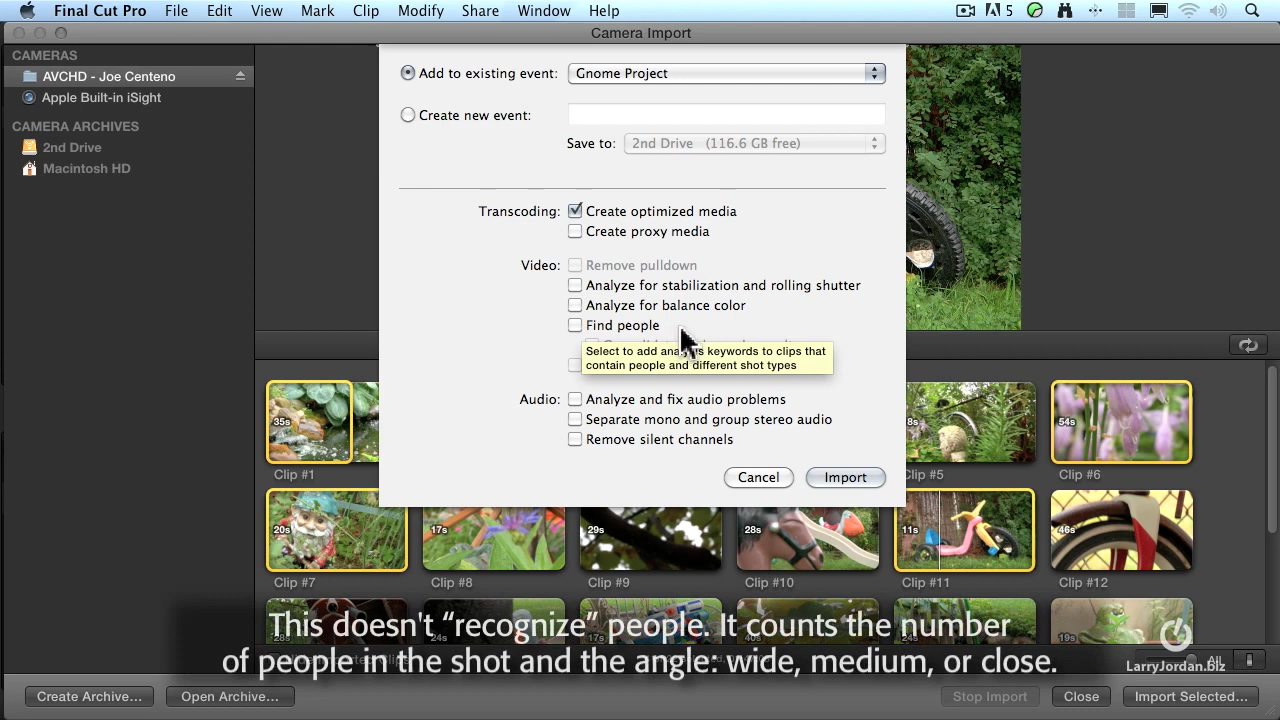 Final Cut Pro File Edit View Mark Clip Modify Share Window Help 5
Camera Import
CAMERAS
AVCHD - Joe Centeno
Apple Built-in iSight
CAMERA ARCHIVES
2nd Drive
Macintosh HD
Add to existing event: Gnome Project
Create new event:
Save to: 2nd Drive (116.6 GB free)
Transcoding: Create optimized media
Create proxy media
Video: Remove pulldown
Analyze for stabilization and rolling shutter
Analyze for balance color
Find people
Select to add analysis keywords to clips that
contain people and different shot types
Audio: Analyze and fix audio problems
Separate mono and group stereo audio
Remove silent channels
Cancel Import
35s 8s 54s
Clip #1 Clip #5 Clip #6
20s 17s 29s 28s 11s 46s
Clip #7 Clip #8 Clip #9 Clip #10 Clip #11 Clip #12
28s 24s 17s 40s 24s 19s
This doesn't “recognize” people. It counts the number
of people in the shot and the angle: wide, medium, or close.
All
LarryJordan.biz
Create Archive... Open Archive... Stop Import Close Import Selected...